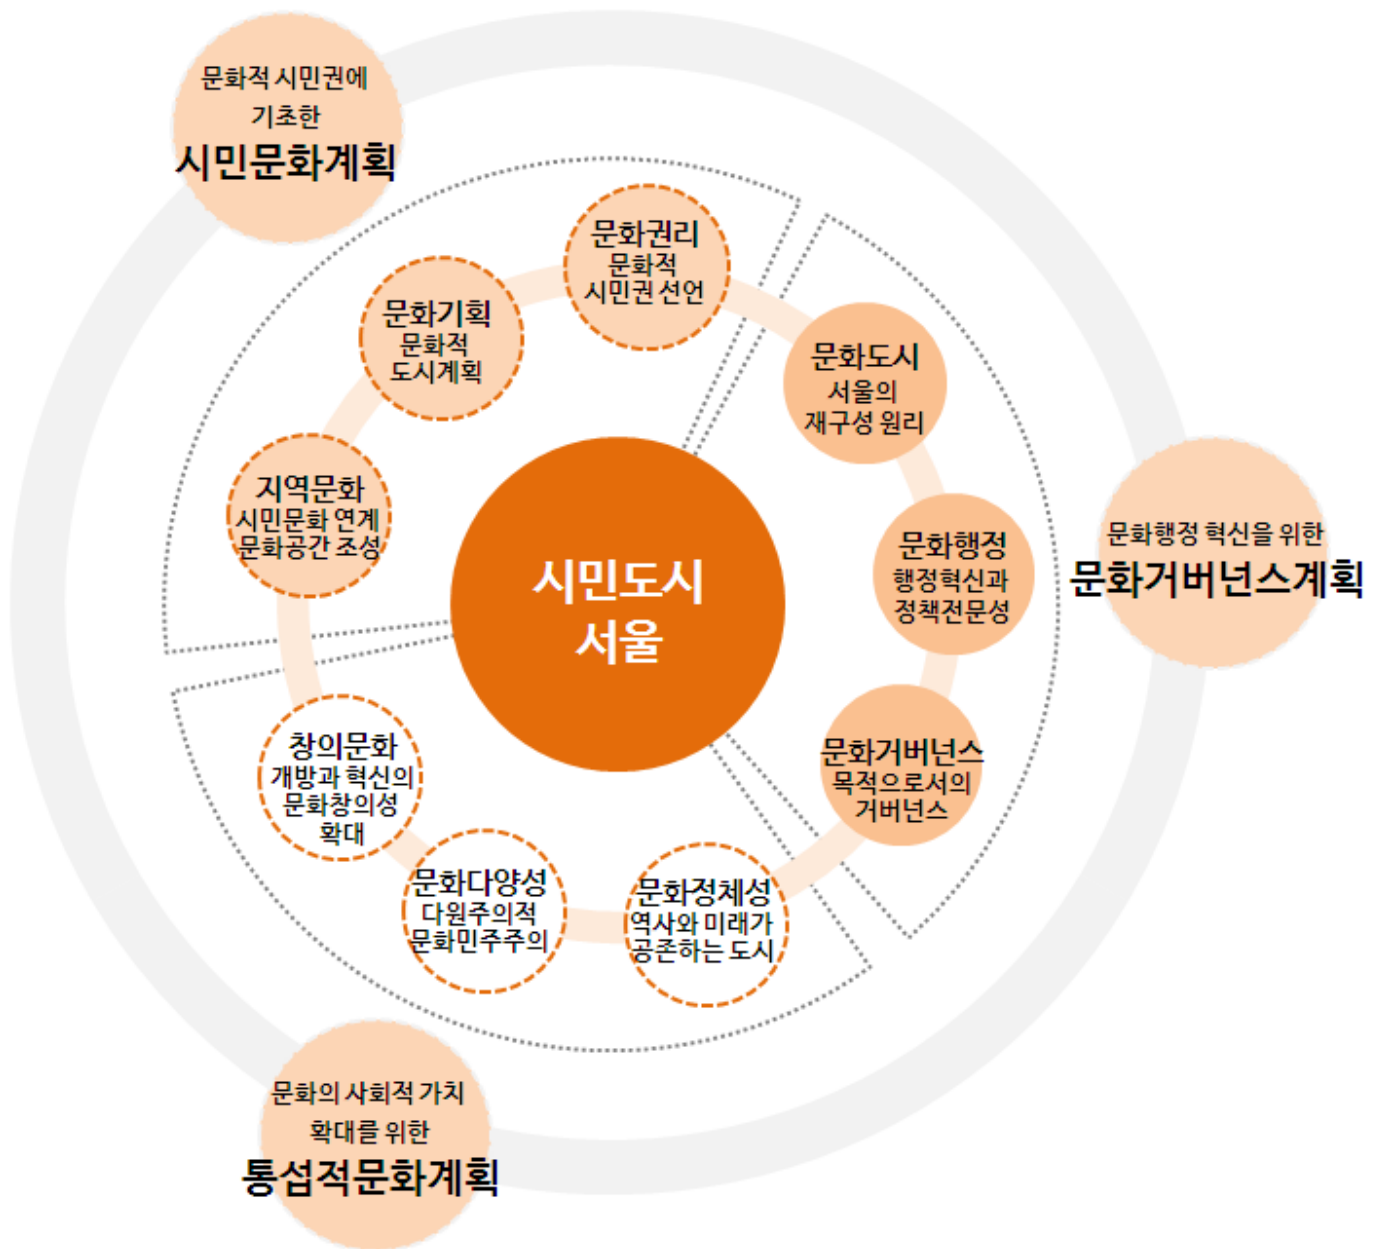 문화적 시민권에
기초한
시민문화계획
문화권리
문화적
시민권 선언
문화기획
문화적
도시계획
지역문화
시민문화 연계
문화공간 조성
문화도시
서울의
재구성 원리
문화행정
행정혁신과
정책전문성
문화거버넌스
목적으로서의
거버넌스
문화행정 혁신을 위한
문화거버넌스계획
시민도시
서울
창의문화
개방과 혁신의
문화창의성
확대
문화다양성
다원주의적
문화민주주의
문화정체성
역사와 미래가
공존하는 도시
문화의 사회적 가치
확대를 위한
통섭적문화계획